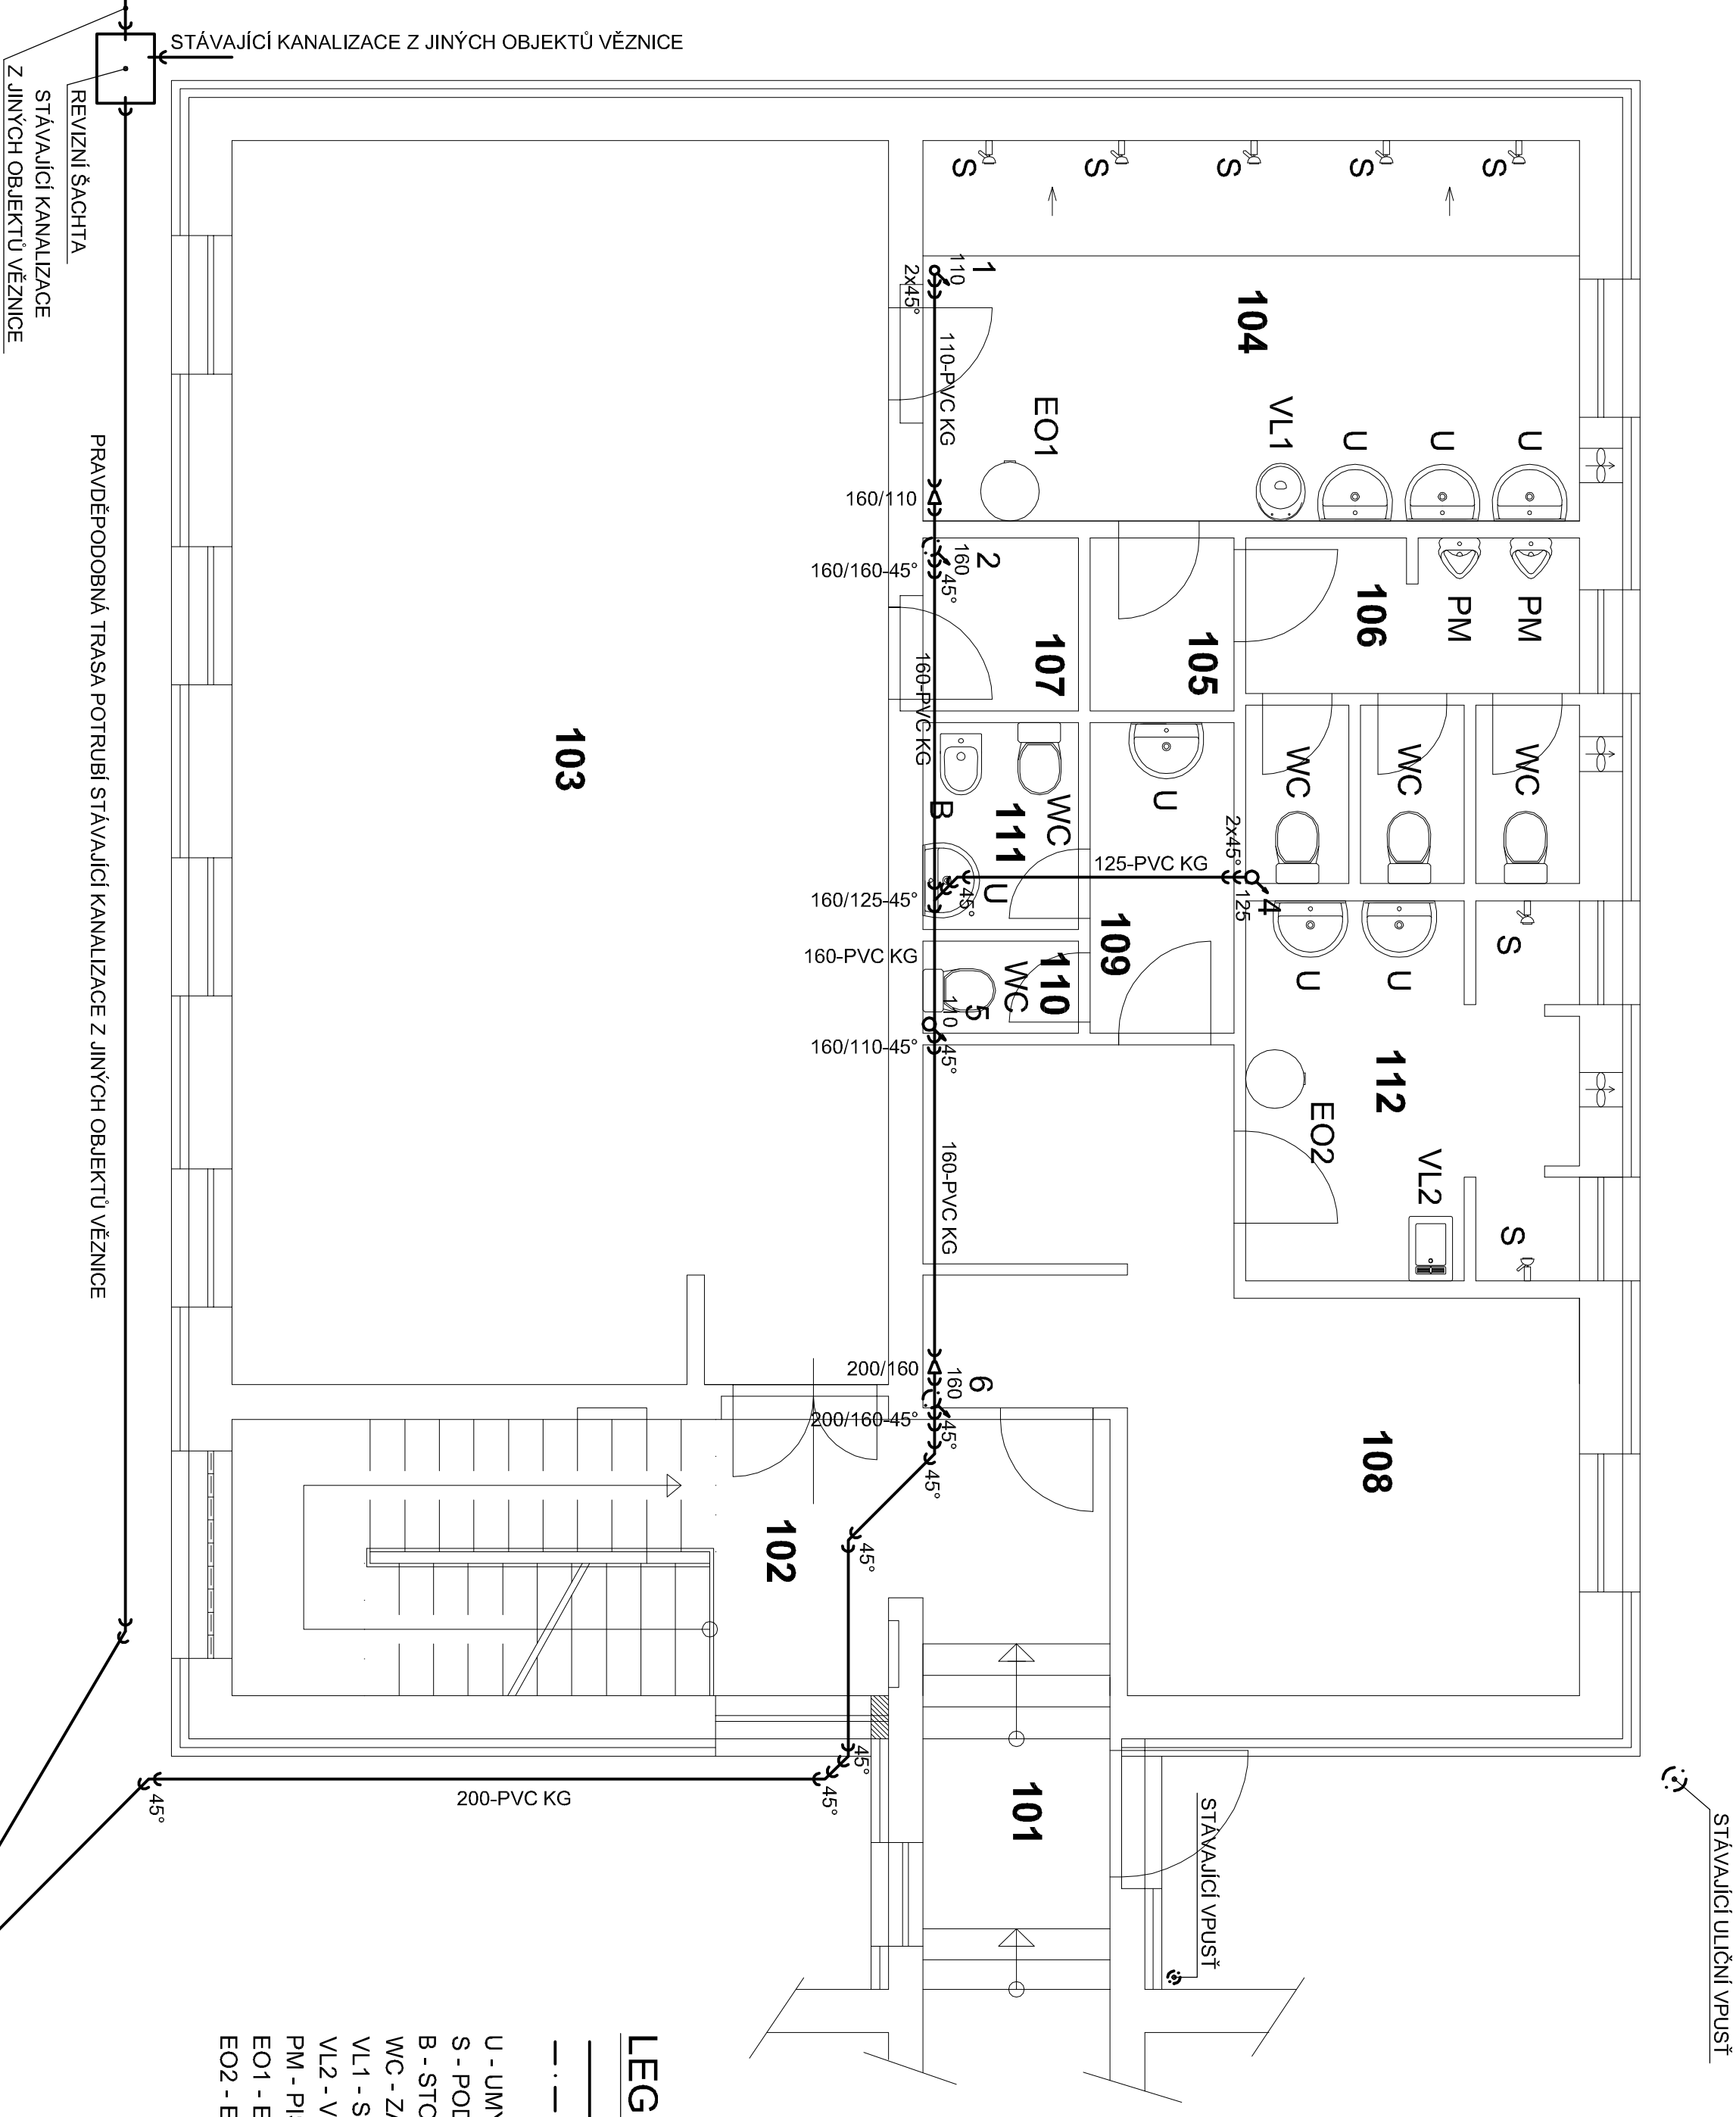 STÁVAJÍCÍ KANALIZACE Z JINÝCH OBJEKTŮ VĚZNICE
REVIZNÍ ŠACHTA
STÁVAJÍCÍ KANALIZACE
Z JINÝCH OBJEKTŮ VĚZNICE
PRAVDĚPODOBNÁ TRASA POTRUBÍ STÁVAJÍCÍ KANALIZACE Z JINÝCH OBJEKTŮ VĚZNICE
S
S
S
S
S
1
110
2x45°
110-PVC KG
104
EO1
VL1
U
U
U
160/110
2
160
45°
160/160-45°
160-PVC KG
107
105
106
PM
PM
103
B
WC
111
U
U
WC
WC
WC
2x45°
125-PVC KG
4
125
45°
160/125-45°
160-PVC KG
109
110
WC
5
110
45°
160/110-45°
U
U
S
112
EO2
VL2
S
160-PVC KG
200/160
6
160
45°
200/160-45°
45°
108
102
45°
45°
45°
200-PVC KG
45°
101
STÁVAJÍCÍ VPUSŤ
STÁVAJÍCÍ ULIČNÍ VPUSŤ
LEG
U - UMY
S - POD
B - STO
WC - ZÁ
VL1 - S
VL2 - V
PM - PI
EO1 - E
EO2 - E